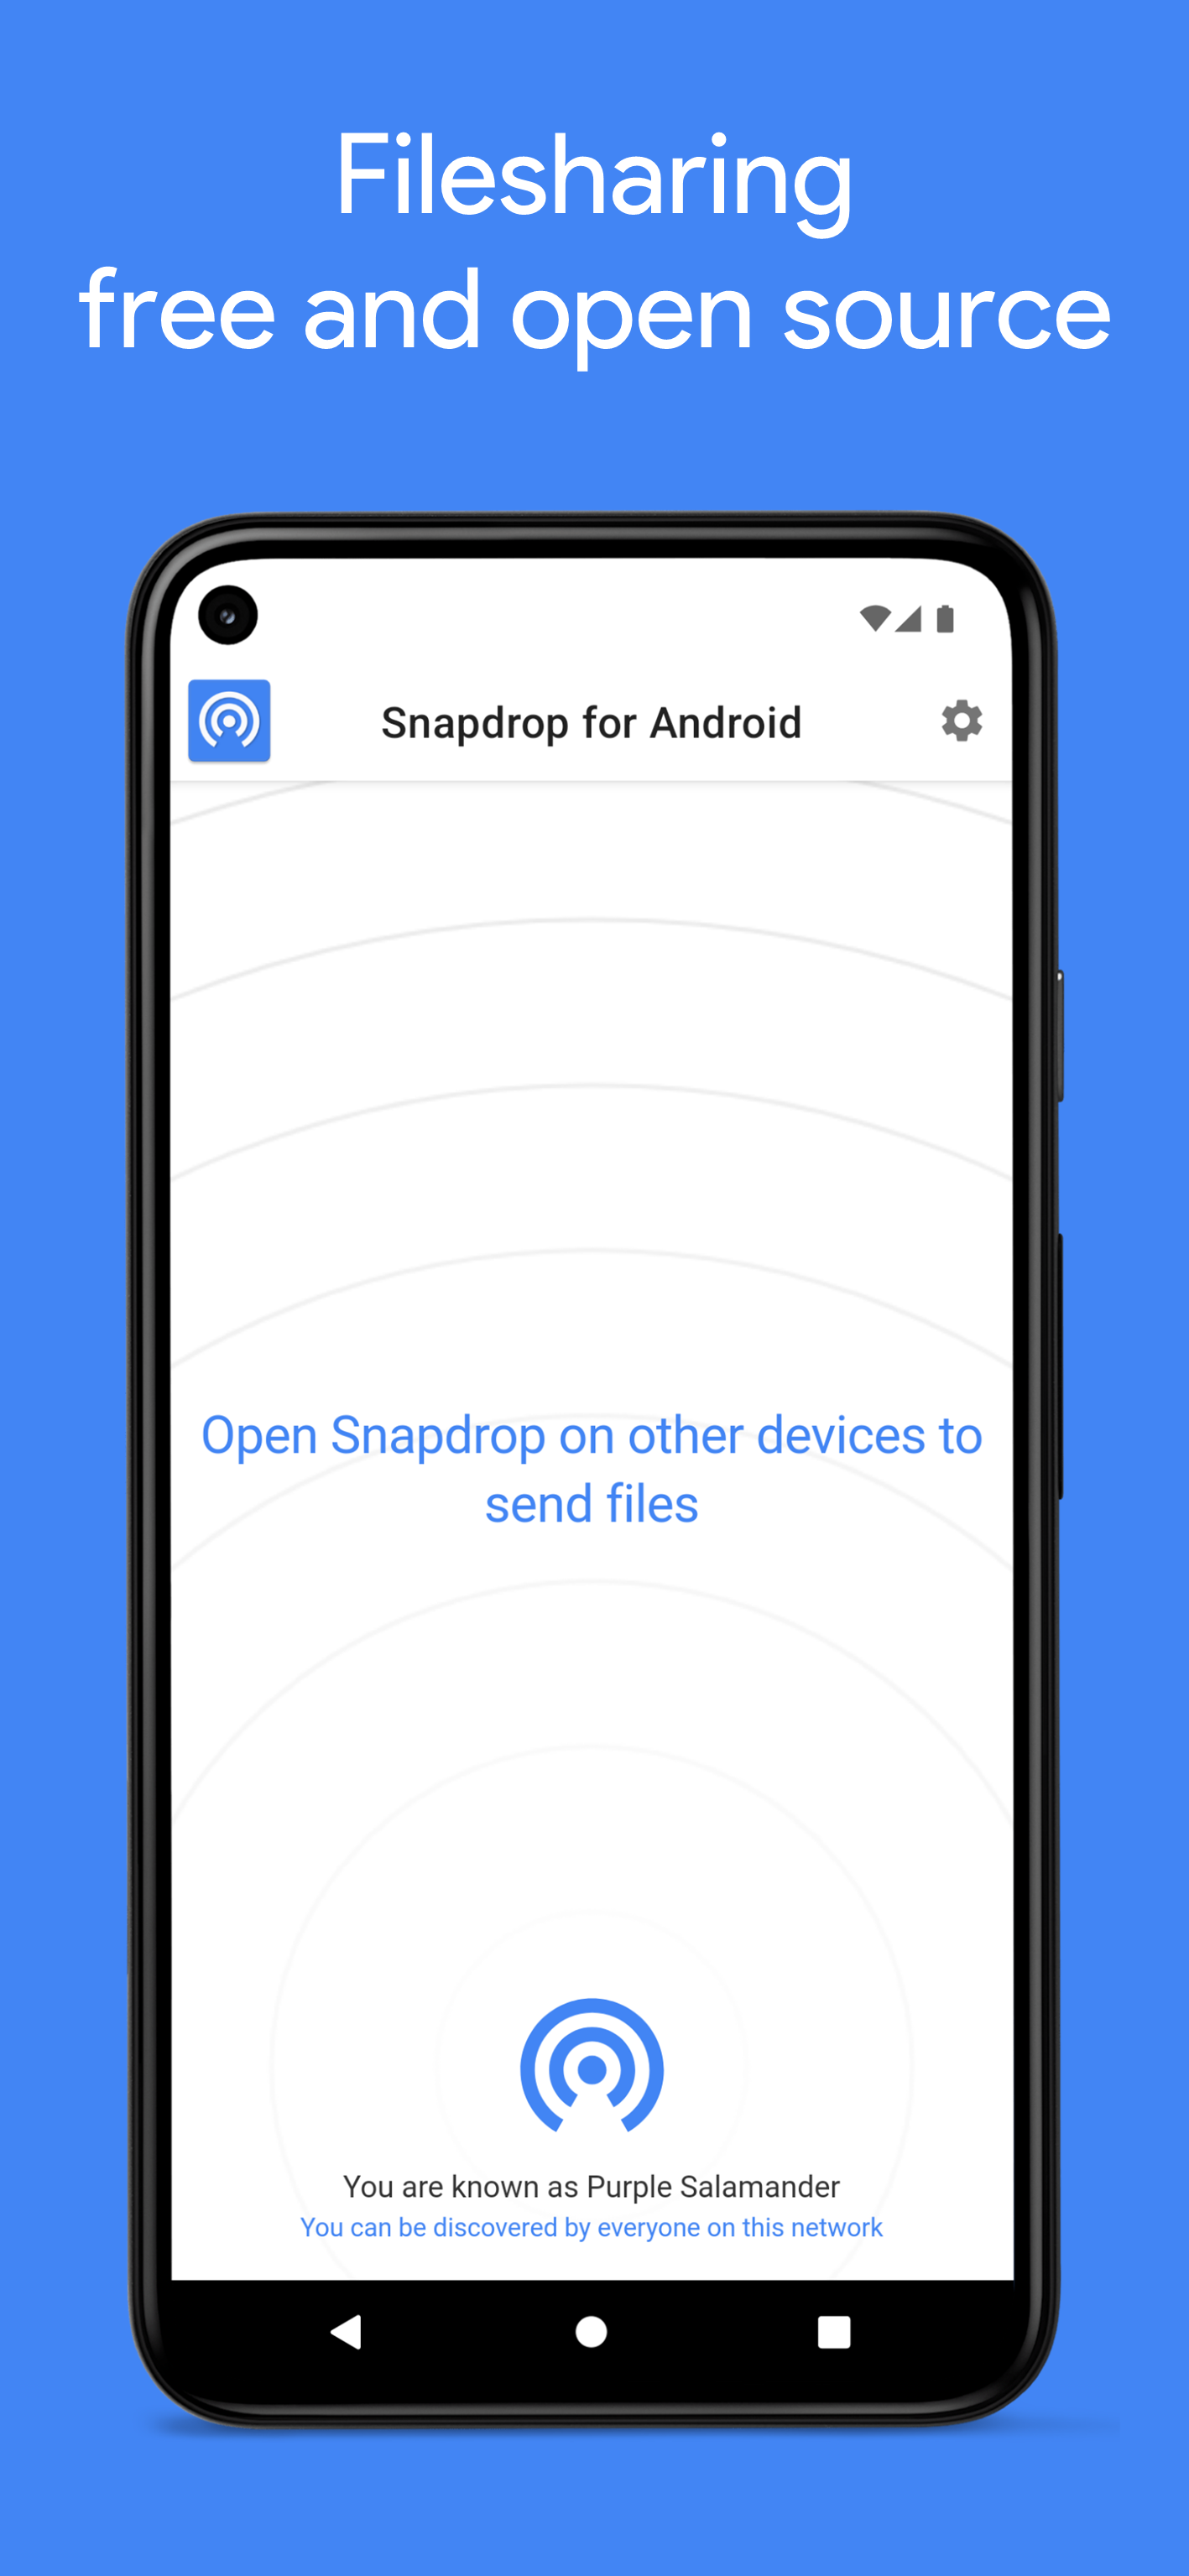 Filesharing
free and open source
Snapdrop for Android
Open Snapdrop on other devices to
send files
You are known as Purple Salamander
You can be discovered by everyone on this network